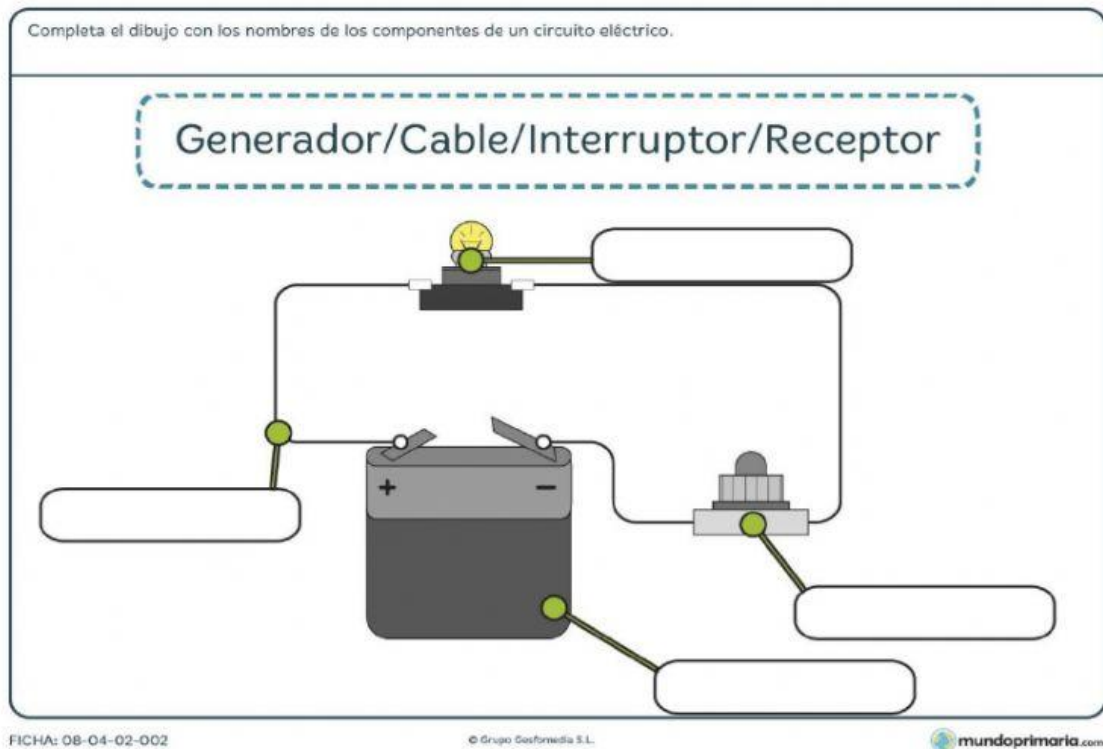 Completa el dibujo con los nombres de los componentes de un circuito eléctrico.
Generador/Cable/Interruptor/Receptor
+ −
FICHA: 08-04-02-002
© Grupo Gesfomedia S.L.
mundoprimaria.com